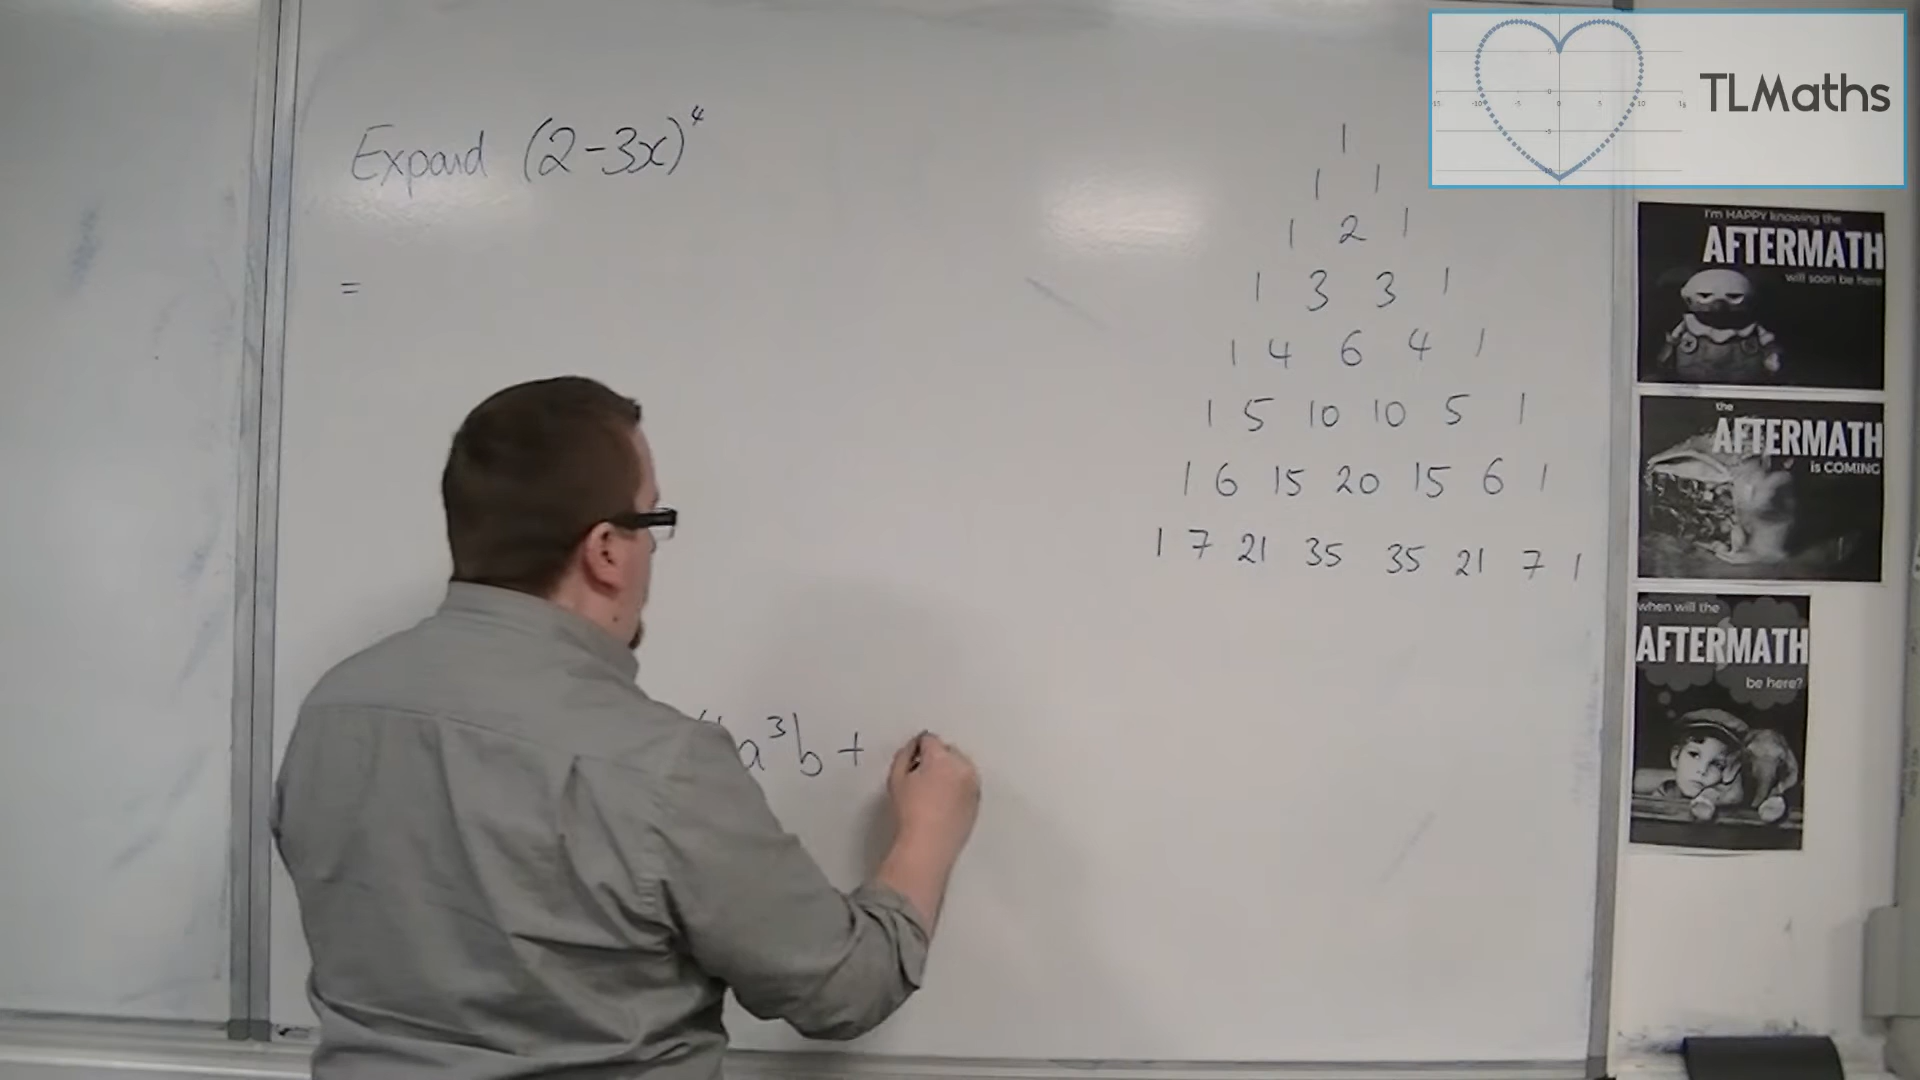 Expand (2-3x)⁴
=
1
1 1
1 2 1
1 3 3 1
1 4 6 4 1
1 5 10 10 5 1
1 6 15 20 15 6 1
1 7 21 35 35 21 7 1
a³b +
TLMaths
I'm HAPPY knowing the
AFTERMATH
will soon be here
the
AFTERMATH
is COMING
when will the
AFTERMATH
be here?